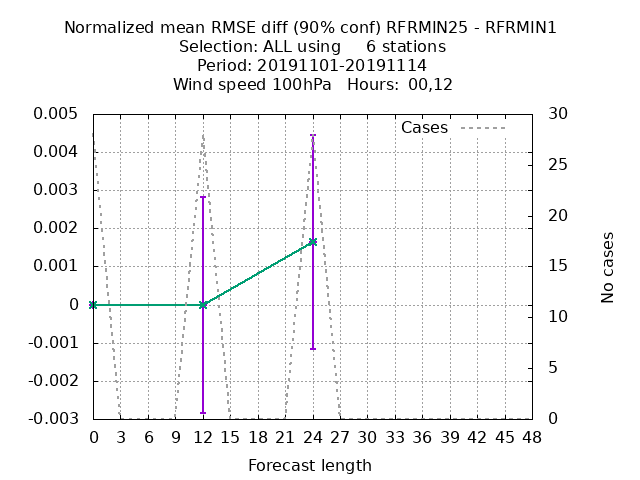 Normalized mean RMSE diff (90% conf) RFRMIN25 - RFRMIN1
Selection: ALL using 6 stations
Period: 20191101-20191114
Wind speed 100hPa Hours: 00,12
Cases
0.005
0.004
0.003
0.002
0.001
0
-0.001
-0.002
-0.003
30
25
20
15
10
5
0
No cases
0 3 6 9 12 15 18 21 24 27 30 33 36 39 42 45 48
Forecast length